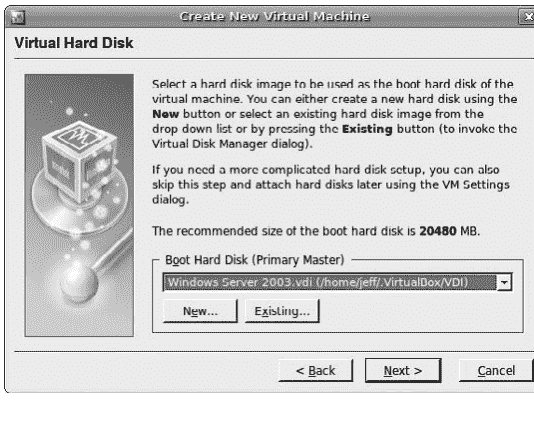 Create New Virtual Machine
Virtual Hard Disk
Select a hard disk image to be used as the boot hard disk of the
virtual machine. You can either create a new hard disk using the
New button or select an existing hard disk image from the
drop down list or by pressing the Existing button (to invoke the
Virtual Disk Manager dialog).
If you need a more complicated hard disk setup, you can also
skip this step and attach hard disks later using the VM Settings
dialog.
The recommended size of the boot hard disk is 20480 MB.
Boot Hard Disk (Primary Master)
Windows Server 2003.vdi (/home/jeff/.VirtualBox/VDI)
New... Existing...
< Back Next > Cancel